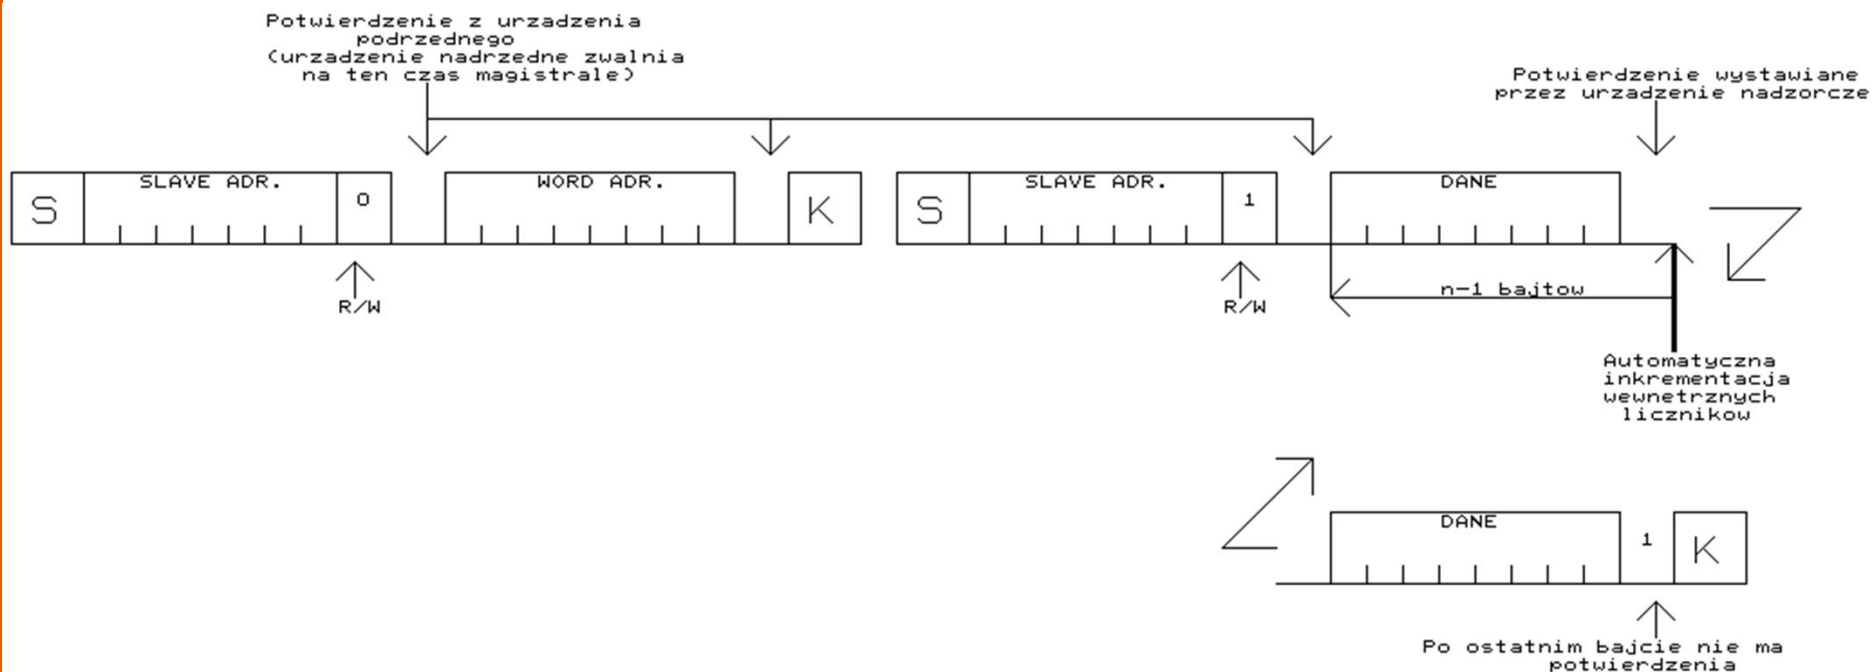 Potwierdzenie z urzadzenia
podrzednego
(urzadzenie nadrzedne zwalnia
na ten czas magistrale)
Potwierdzenie wystawiane
przez urzadzenie nadzorcze
S
SLAVE ADR.
0
WORD ADR.
K
S
SLAVE ADR.
1
DANE
R/W
R/W
n-1 bajtow
Automatyczna
inkrementacja
wewnetrznych
licznikow
DANE
1
K
Po ostatnim bajcie nie ma
potwierdzenia